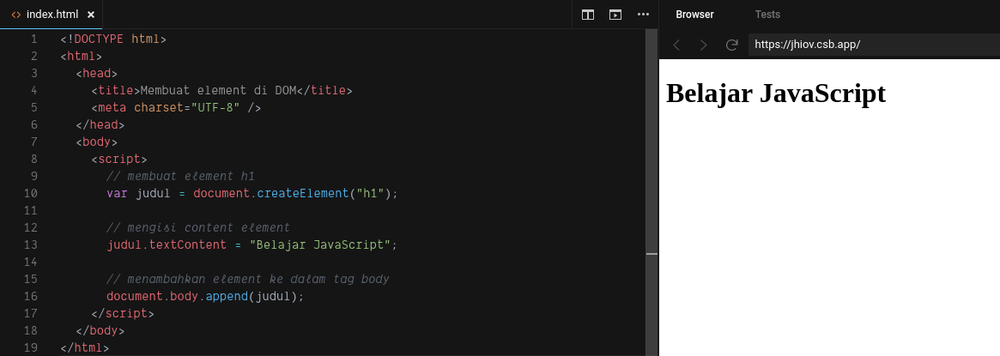 index.html ×
1 <!DOCTYPE html>
2 <html>
3 <head>
4 <title>Membuat element di DOM</title>
5 <meta charset="UTF-8" />
6 </head>
7 <body>
8 <script>
9 // membuat element h1
10 var judul = document.createElement("h1");
11
12 // mengisi content element
13 judul.textContent = "Belajar JavaScript";
14
15 // menambahkan element ke dalam tag body
16 document.body.append(judul);
17 </script>
18 </body>
19 </html>
Browser Tests
https://jhiov.csb.app/
Belajar JavaScript